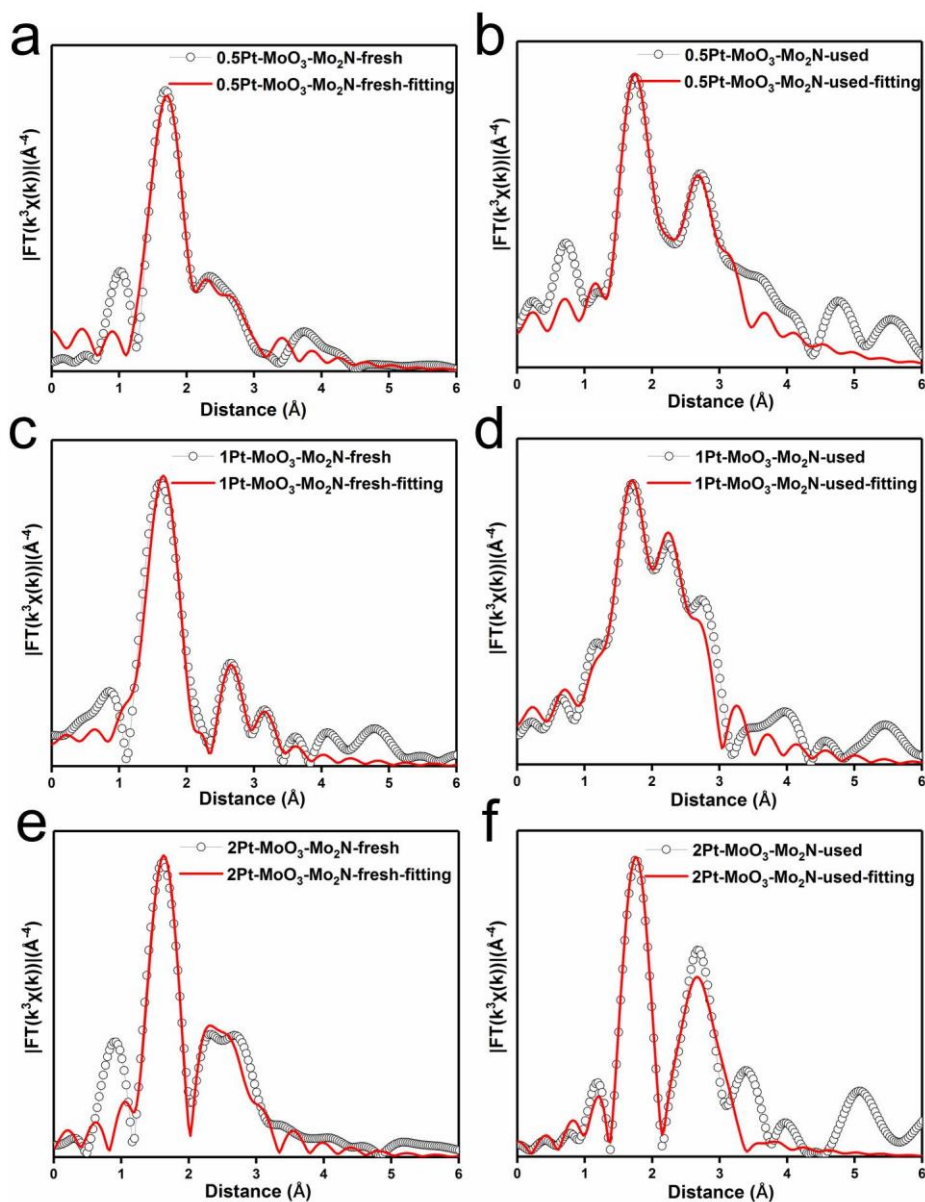 a
0.5Pt-MoO₃-Mo₂N-fresh
0.5Pt-MoO₃-Mo₂N-fresh-fitting
|FT(k³χ(k))|(Å⁻⁴)
0 1 2 3 4 5 6
Distance (Å)
b
0.5Pt-MoO₃-Mo₂N-used
0.5Pt-MoO₃-Mo₂N-used-fitting
|FT(k³χ(k))|(Å⁻⁴)
0 1 2 3 4 5 6
Distance (Å)
c
1Pt-MoO₃-Mo₂N-fresh
1Pt-MoO₃-Mo₂N-fresh-fitting
|FT(k³χ(k))|(Å⁻⁴)
0 1 2 3 4 5 6
Distance (Å)
d
1Pt-MoO₃-Mo₂N-used
1Pt-MoO₃-Mo₂N-used-fitting
|FT(k³χ(k))|(Å⁻⁴)
0 1 2 3 4 5 6
Distance (Å)
e
2Pt-MoO₃-Mo₂N-fresh
2Pt-MoO₃-Mo₂N-fresh-fitting
|FT(k³χ(k))|(Å⁻⁴)
0 1 2 3 4 5 6
Distance (Å)
f
2Pt-MoO₃-Mo₂N-used
2Pt-MoO₃-Mo₂N-used-fitting
|FT(k³χ(k))|(Å⁻⁴)
0 1 2 3 4 5 6
Distance (Å)